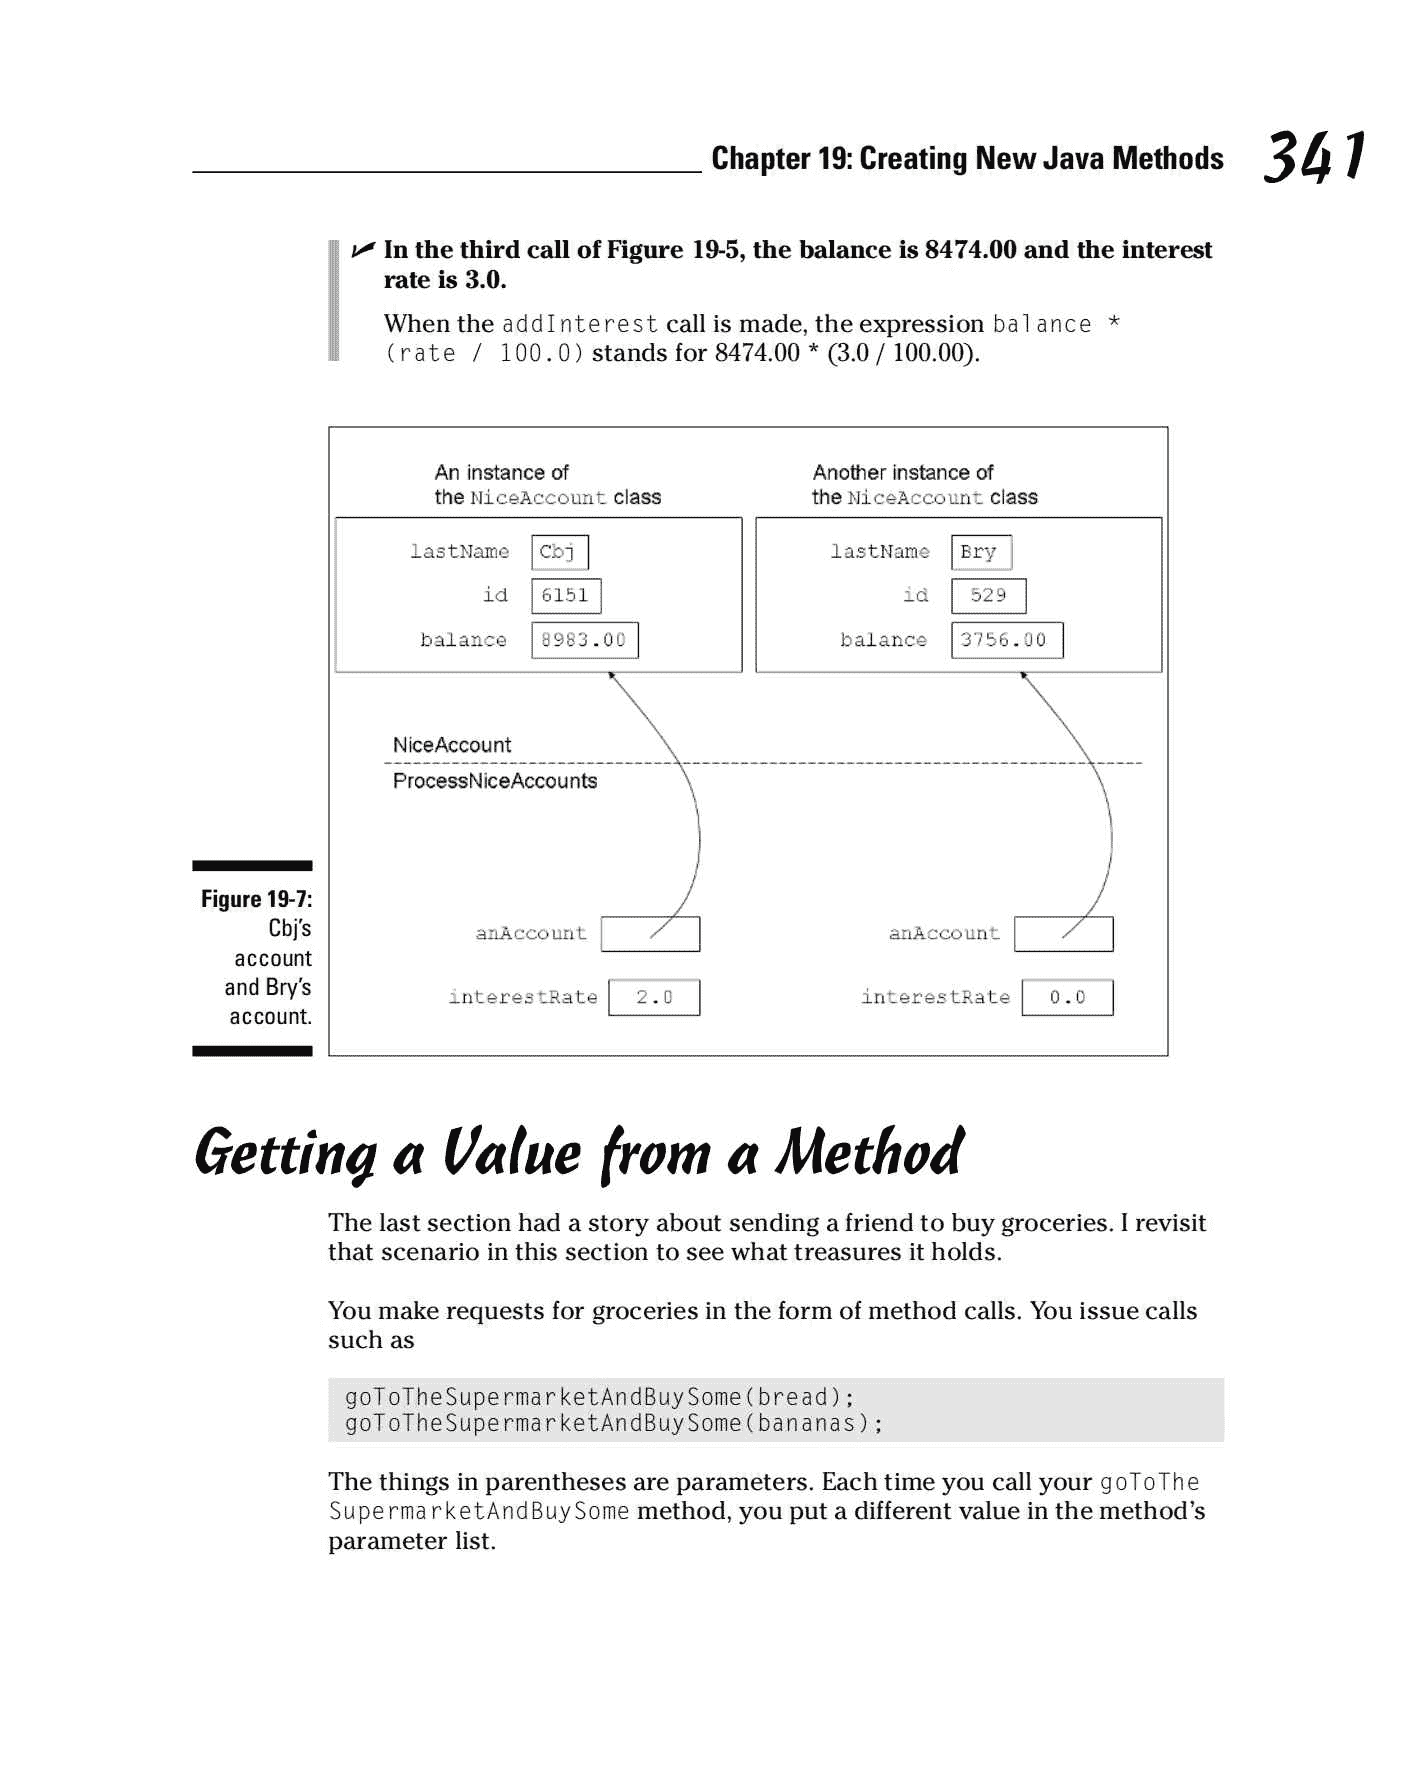 Chapter 19: Creating New Java Methods 341
✓ In the third call of Figure 19-5, the balance is 8474.00 and the interest
rate is 3.0.
When the addInterest call is made, the expression balance *
(rate / 100.0) stands for 8474.00 * (3.0 / 100.00).
An instance of
the NiceAccount class
lastName Cbj
id 6151
balance 8983.00
Another instance of
the NiceAccount class
lastName Bry
id 529
balance 3756.00
NiceAccount
ProcessNiceAccounts
anAccount
interestRate 2.0
anAccount
interestRate 0.0
Figure 19-7:
Cbj's
account
and Bry's
account.
Getting a Value from a Method
The last section had a story about sending a friend to buy groceries. I revisit
that scenario in this section to see what treasures it holds.
You make requests for groceries in the form of method calls. You issue calls
such as
goToTheSupermarketAndBuySome(bread);
goToTheSupermarketAndBuySome(bananas);
The things in parentheses are parameters. Each time you call your goToThe
SupermarketAndBuySome method, you put a different value in the method's
parameter list.